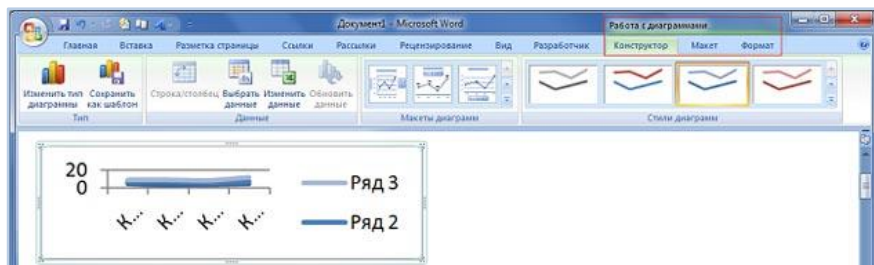 Документ1 - Microsoft Word
Работа с диаграммами
Главная Вставка Разметка страницы Ссылки Рассылки Рецензирование Вид Разработчик Конструктор Макет Формат
Изменить тип диаграммы
Сохранить как шаблон
Строка/столбец
Выбрать данные
Изменить данные
Обновить данные
Тип Данные Макеты диаграмм Стили диаграмм
20
0
К... К... К... К...
Ряд 3
Ряд 2